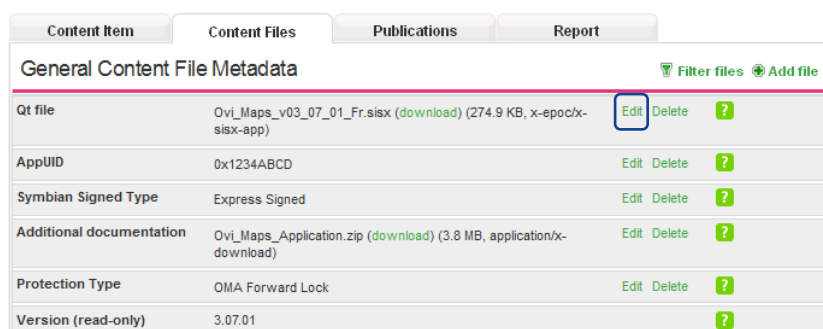 Content Item Content Files Publications Report
General Content File Metadata Filter files Add file
Qt file Ovi_Maps_v03_07_01_Fr.sisx (download) (274.9 KB, x-epoc/x- Edit Delete ?
sisx-app)
AppUID 0x1234ABCD Edit Delete ?
Symbian Signed Type Express Signed Edit Delete ?
Additional documentation Ovi_Maps_Application.zip (download) (3.8 MB, application/x- Edit Delete ?
download)
Protection Type OMA Forward Lock Edit Delete ?
Version (read-only) 3.07.01 ?